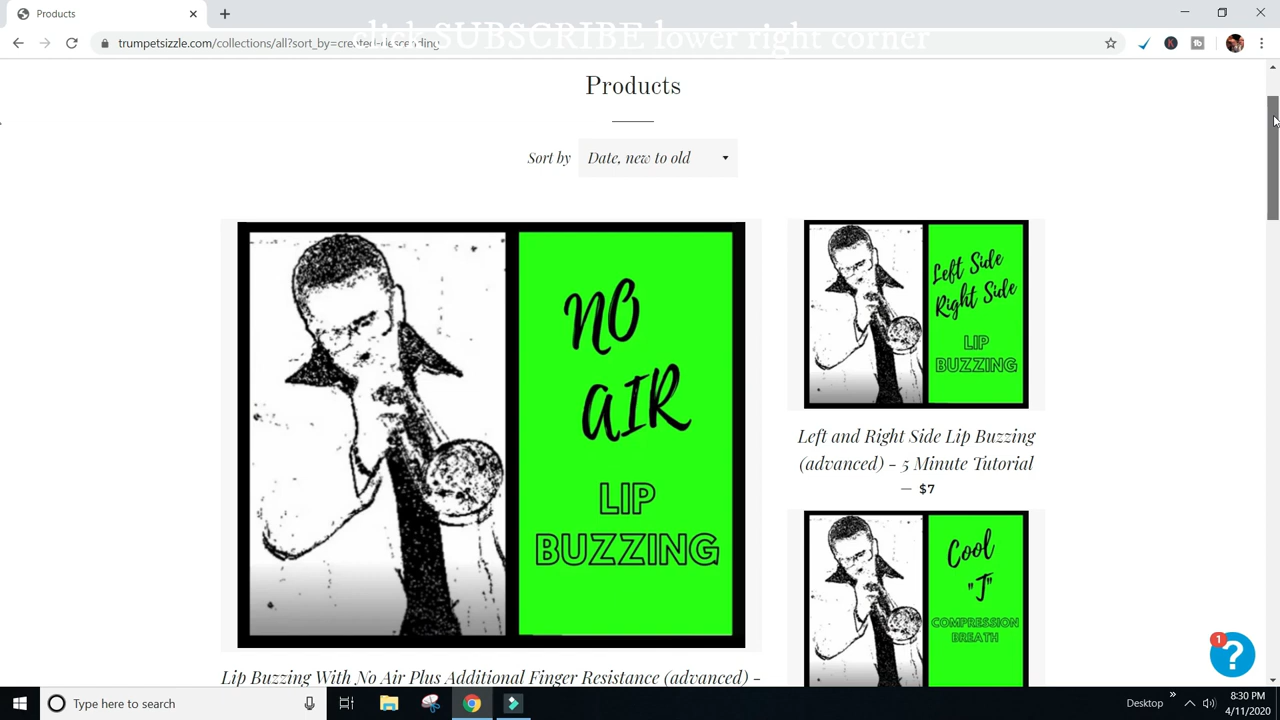 Products
click SUBSCRIBE lower right corner
trumpetsizzle.com/collections/all?sort_by=created-descending
Products
Sort by Date, new to old
NO
AIR
LIP
BUZZING
Lip Buzzing With No Air Plus Additional Finger Resistance (advanced) -
Left Side
Right Side
LIP
BUZZING
Left and Right Side Lip Buzzing
(advanced) - 5 Minute Tutorial
— $7
Cool
"J"
COMPRESSION
BREATH
1
?
Type here to search
Desktop
8:30 PM
4/11/2020